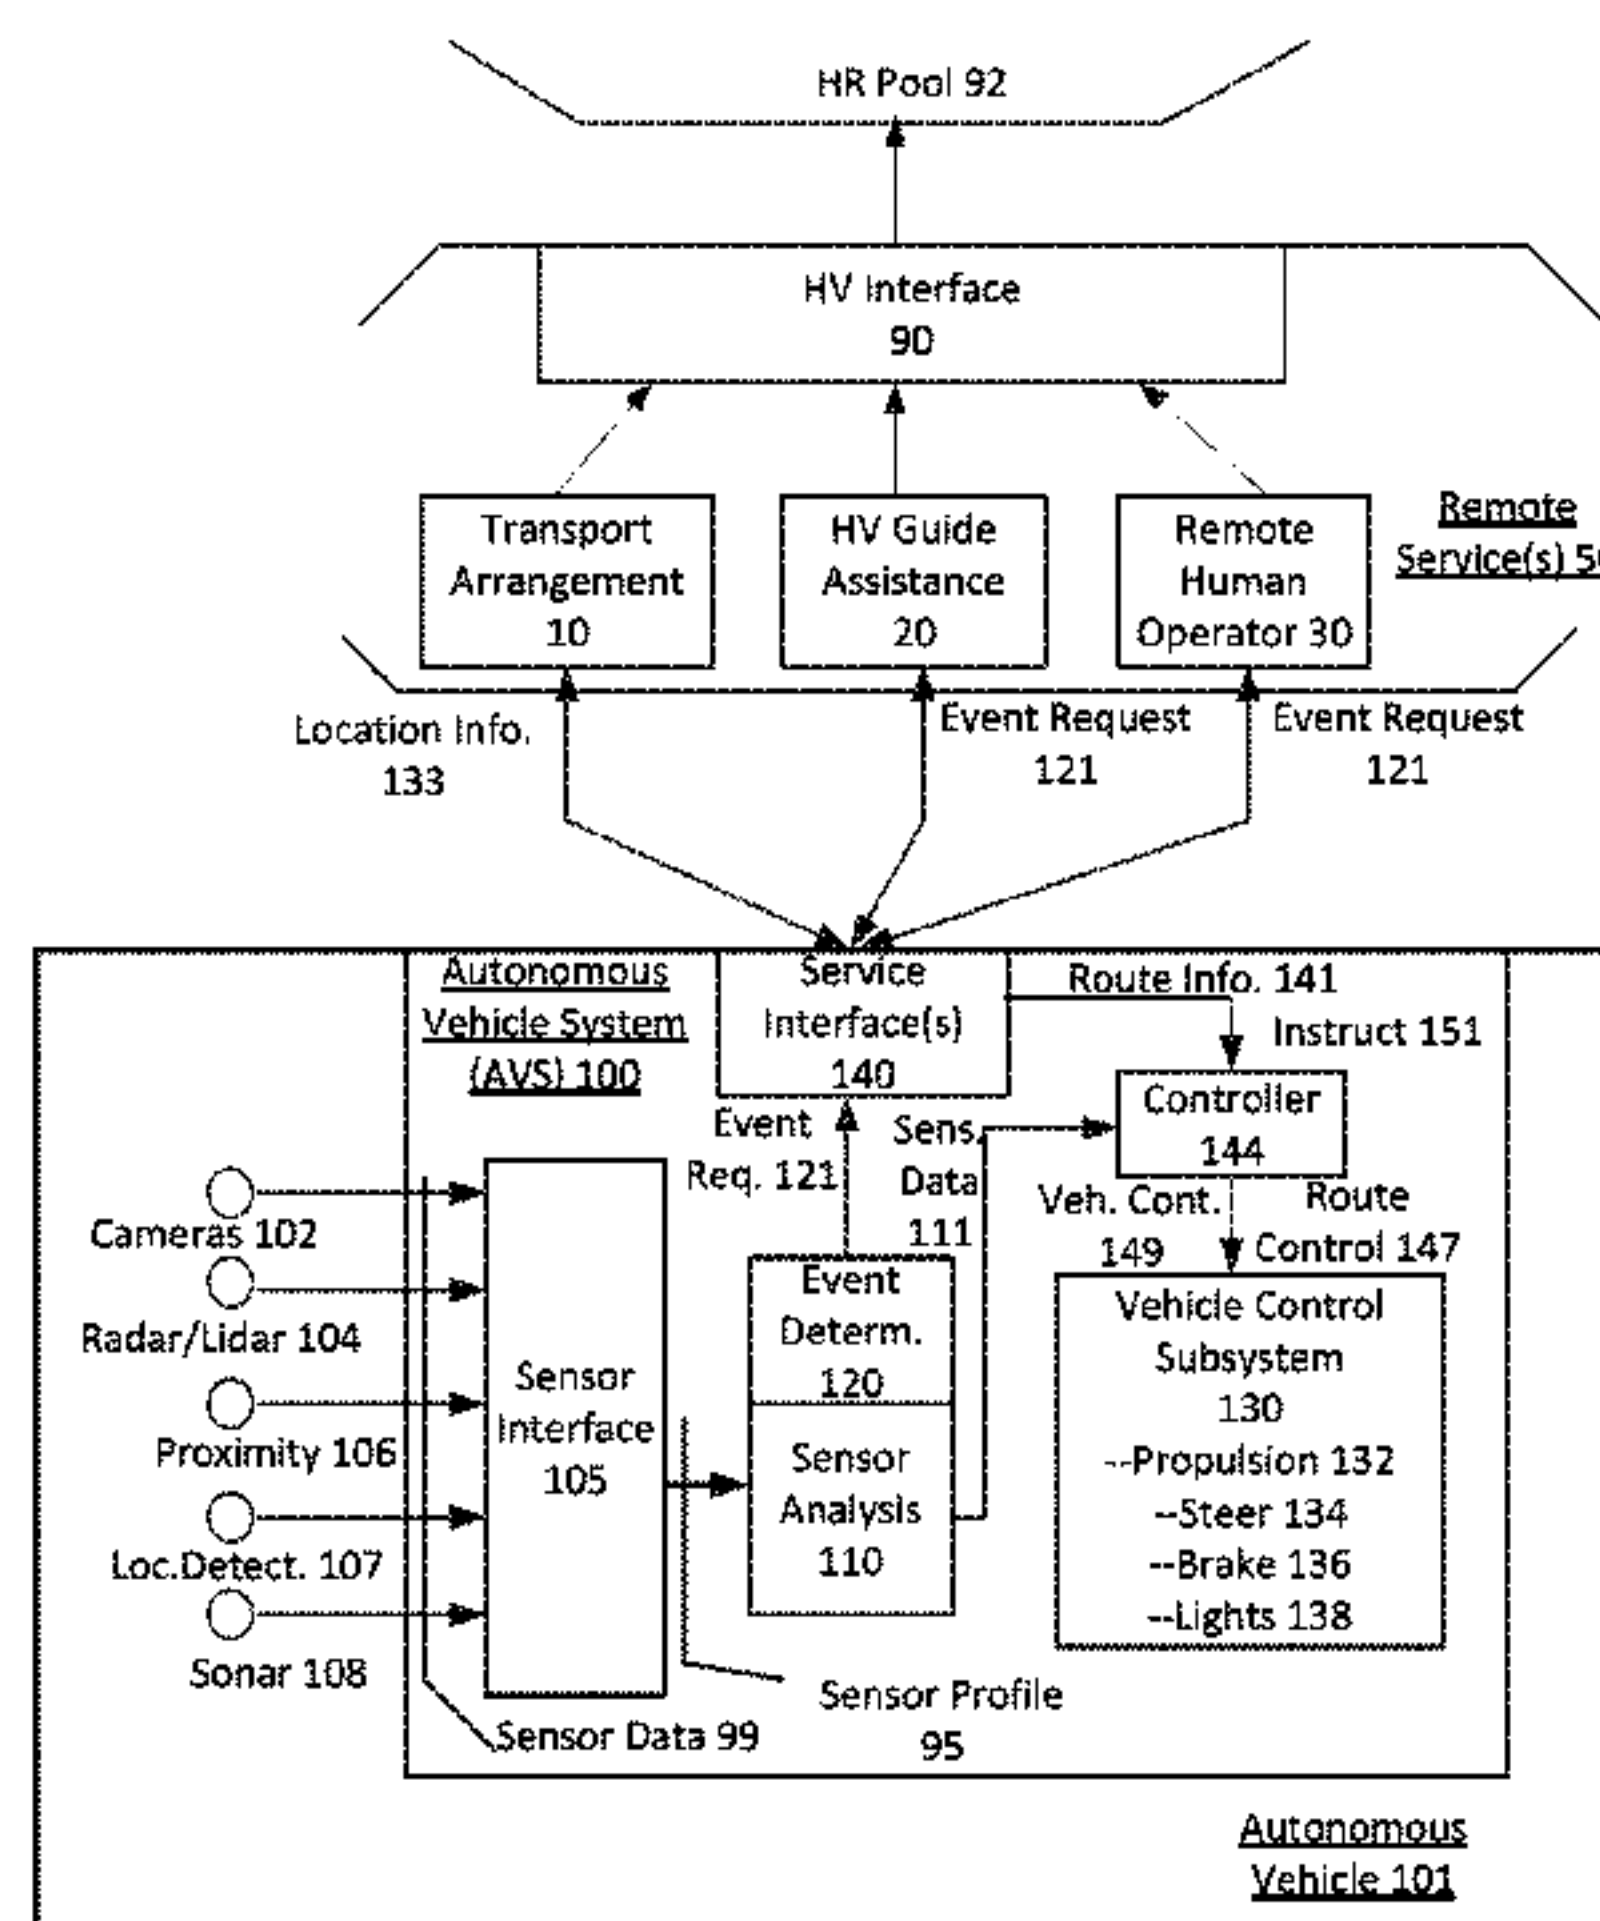 HR Pool 92
HV Interface
90
Transport
Arrangement
10
HV Guide
Assistance
20
Remote
Human
Operator 30
Remote
Service(s) 5
Location Info.
133
Event Request
121
Event Request
121
Autonomous
Vehicle System
(AVS) 100
Service
Interface(s)
140
Route Info. 141
Instruct 151
Controller
144
Event
Req. 121
Sens.
Data
111
Veh. Cont.
149
Route
Control 147
Cameras 102
Radar/Lidar 104
Proximity 106
Loc.Detect. 107
Sonar 108
Sensor
Interface
105
Event
Determ.
120
Sensor
Analysis
110
Vehicle Control
Subsystem
130
--Propulsion 132
--Steer 134
--Brake 136
--Lights 138
Sensor Data 99
Sensor Profile
95
Autonomous
Vehicle 101